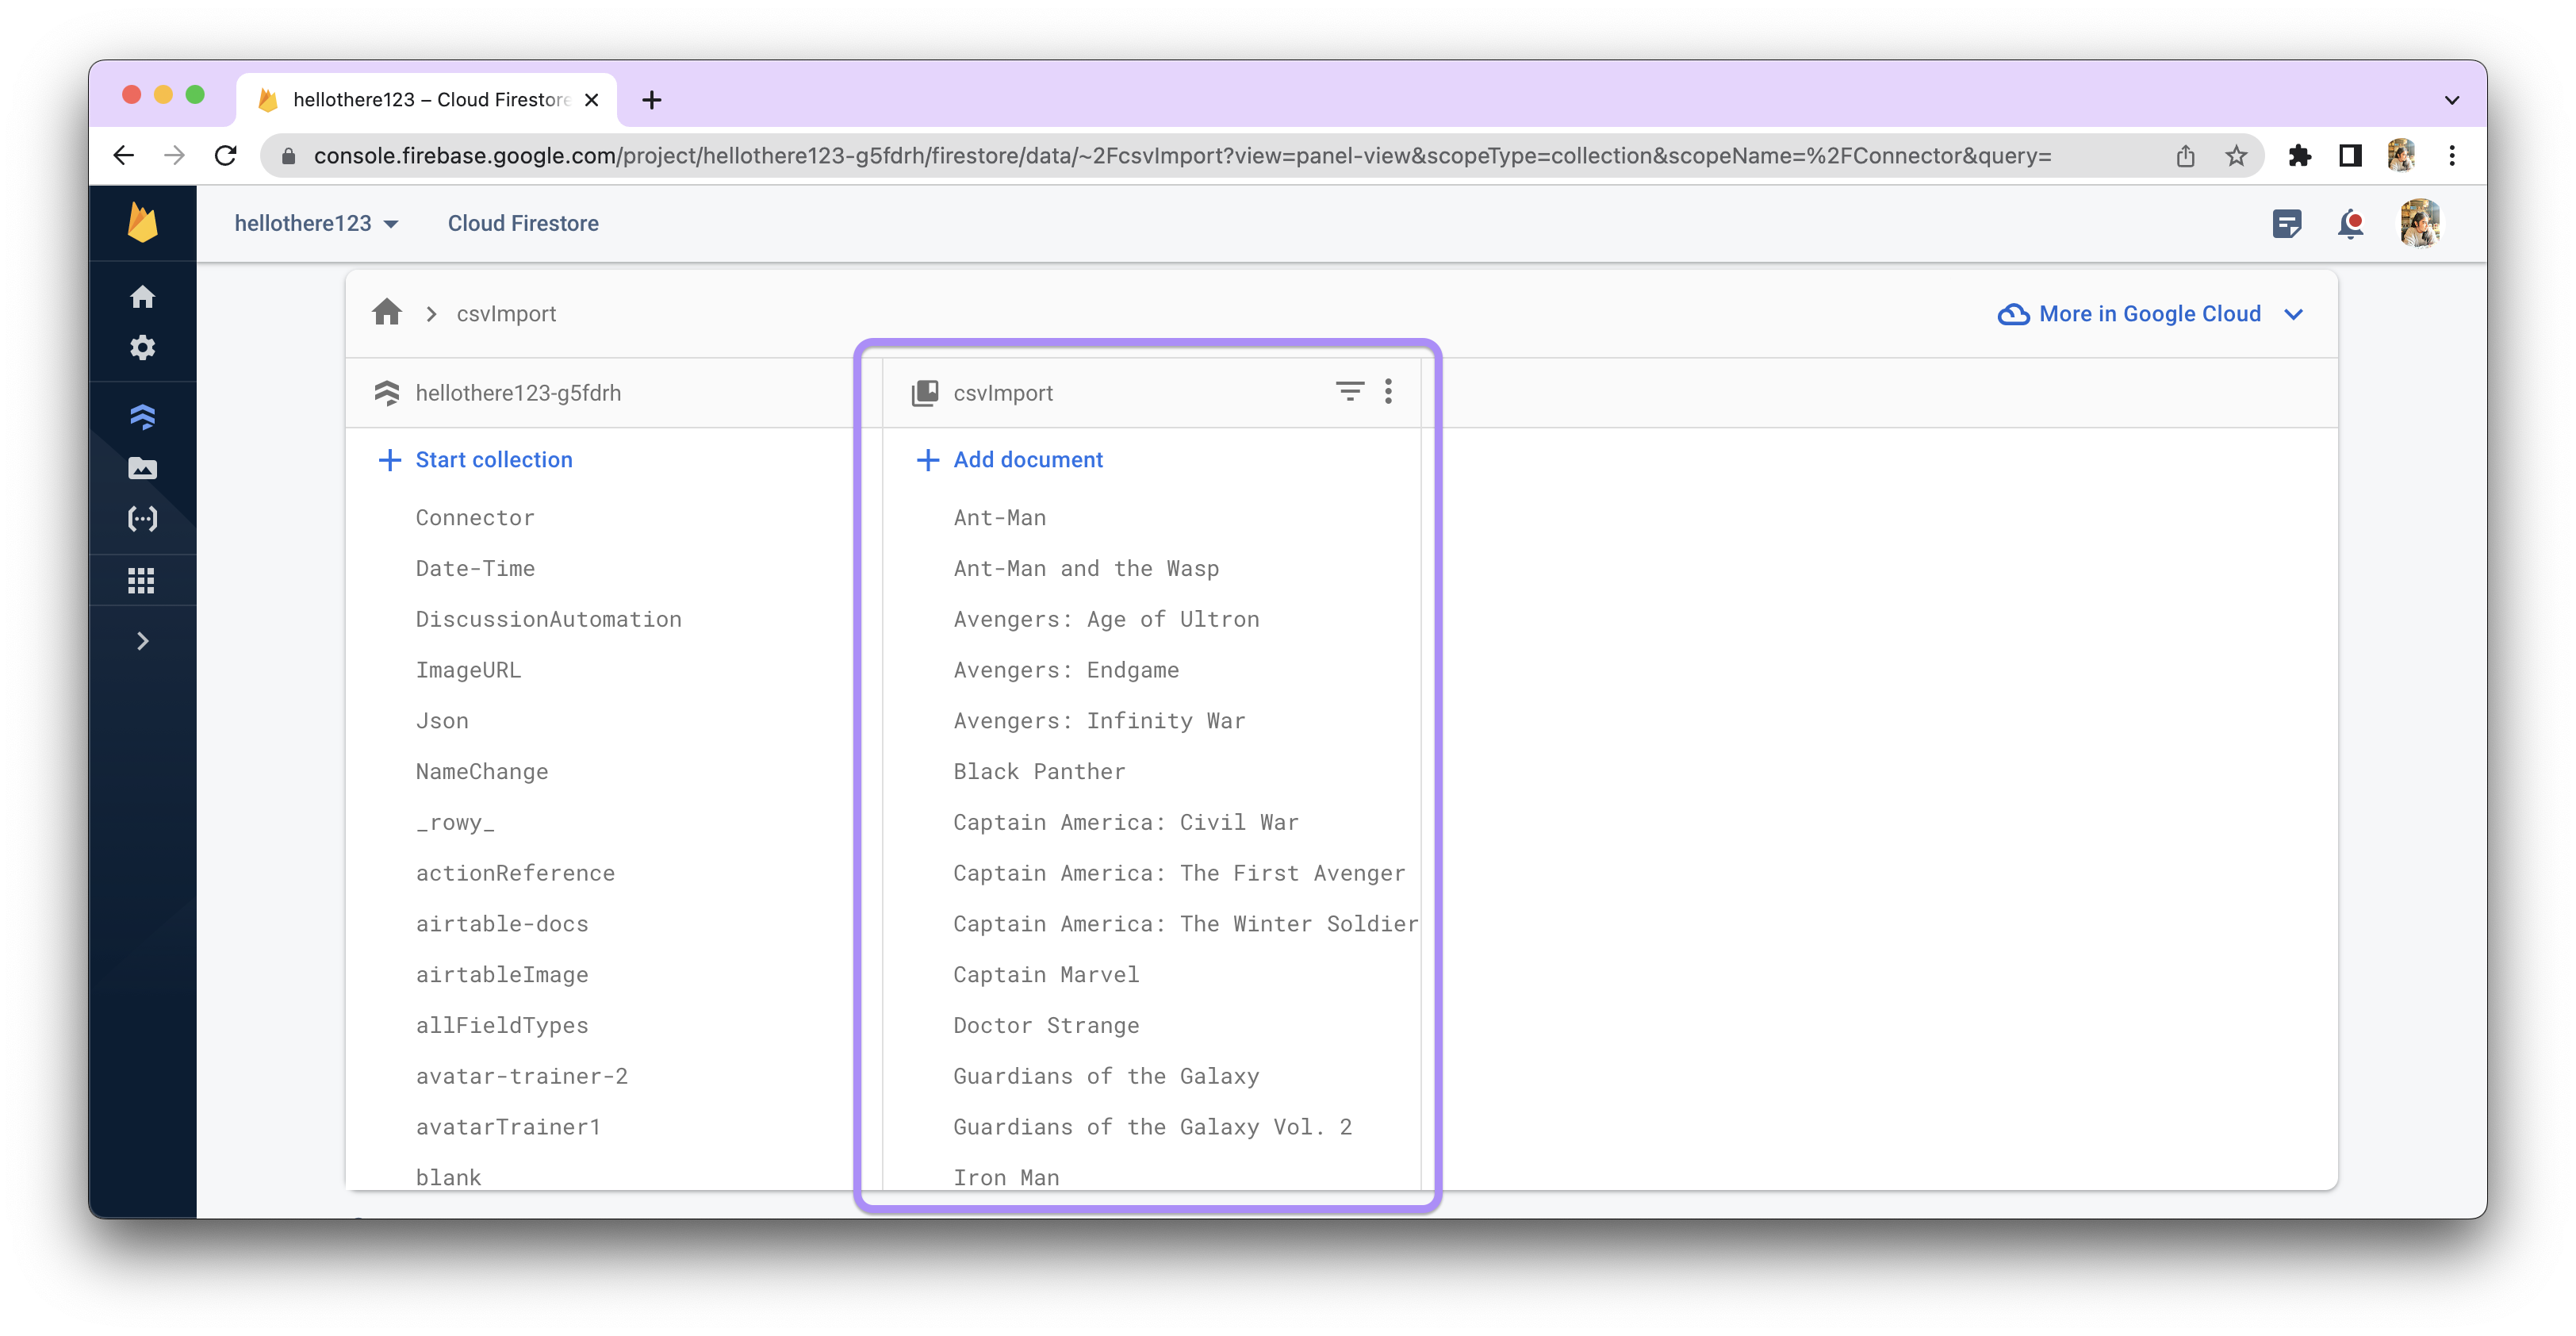 hellothere123 – Cloud Firestore
console.firebase.google.com/project/hellothere123-g5fdrh/firestore/data/~2FcsvImport?view=panel-view&scopeType=collection&scopeName=%2FConnector&query=
hellothere123
Cloud Firestore
csvImport
More in Google Cloud
hellothere123-g5fdrh
Start collection
Connector
Date-Time
DiscussionAutomation
ImageURL
Json
NameChange
_rowy_
actionReference
airtable-docs
airtableImage
allFieldTypes
avatar-trainer-2
avatarTrainer1
blank
csvImport
Add document
Ant-Man
Ant-Man and the Wasp
Avengers: Age of Ultron
Avengers: Endgame
Avengers: Infinity War
Black Panther
Captain America: Civil War
Captain America: The First Avenger
Captain America: The Winter Soldier
Captain Marvel
Doctor Strange
Guardians of the Galaxy
Guardians of the Galaxy Vol. 2
Iron Man